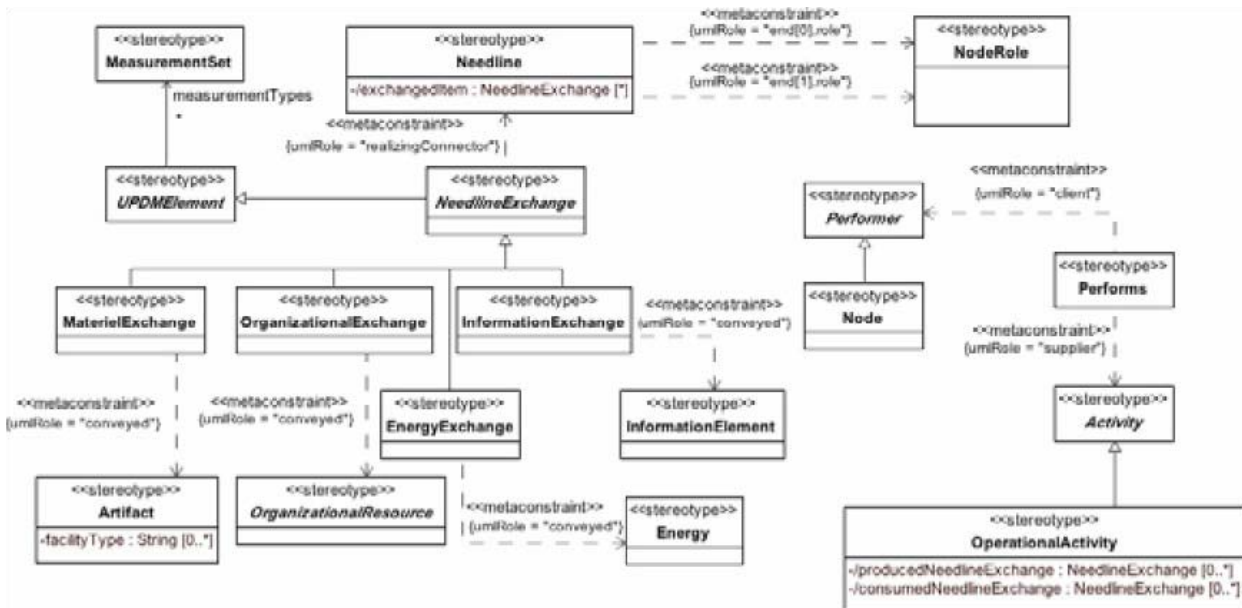 <<stereotype>>
MeasurementSet
measurementTypes
*
<<stereotype>>
Needline
-/exchangedItem : NeedlineExchange [*]
<<metaconstraint>>
{umlRole = "end[0].role"}
<<metaconstraint>>
{umlRole = "end[1].role"}
<<stereotype>>
NodeRole
<<metaconstraint>>
{umlRole = "realizingConnector"}
<<stereotype>>
UPDMElement
<<stereotype>>
NeedlineExchange
<<stereotype>>
Performer
<<metaconstraint>>
{umlRole = "client"}
<<stereotype>>
Performs
<<stereotype>>
MaterielExchange
<<stereotype>>
OrganizationalExchange
<<stereotype>>
InformationExchange
<<metaconstraint>>
{umlRole = "conveyed"}
<<stereotype>>
Node
<<metaconstraint>>
{umlRole = "supplier"}
<<metaconstraint>>
{umlRole = "conveyed"}
<<metaconstraint>>
{umlRole = "conveyed"}
<<stereotype>>
EnergyExchange
<<stereotype>>
InformationElement
<<stereotype>>
Activity
<<stereotype>>
Artifact
-facilityType : String [0..*]
<<stereotype>>
OrganizationalResource
<<metaconstraint>>
{umlRole = "conveyed"}
<<stereotype>>
Energy
<<stereotype>>
OperationalActivity
-/producedNeedlineExchange : NeedlineExchange [0..*]
-/consumedNeedlineExchange : NeedlineExchange [0..*]